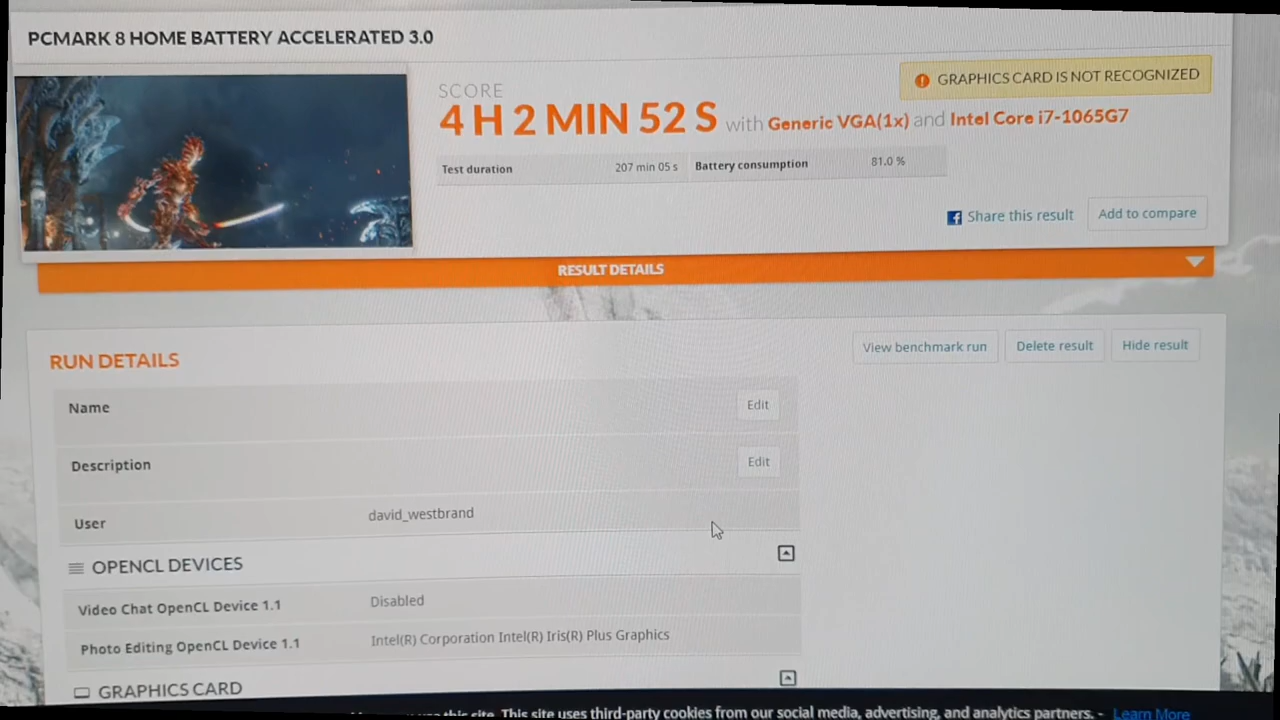 PCMARK 8 HOME BATTERY ACCELERATED 3.0
GRAPHICS CARD IS NOT RECOGNIZED
SCORE
4 H 2 MIN 52 S with Generic VGA(1x) and Intel Core i7-1065G7
Test duration 207 min 05 s Battery consumption 81.0 %
Share this result Add to compare
RESULT DETAILS
RUN DETAILS
View benchmark run Delete result Hide result
Name Edit
Description Edit
User david_westbrand
OPENCL DEVICES
Video Chat OpenCL Device 1.1 Disabled
Photo Editing OpenCL Device 1.1 Intel(R) Corporation Intel(R) Iris(R) Plus Graphics
GRAPHICS CARD
use this site. This site uses third-party cookies from our social media, advertising, and analytics partners. - Learn More